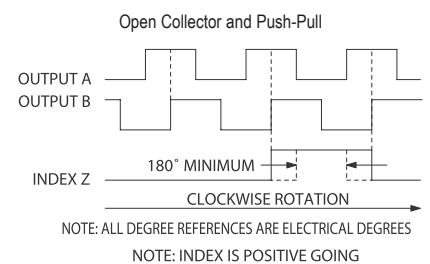 Open Collector and Push-Pull
OUTPUT A
OUTPUT B
180° MINIMUM
INDEX Z
CLOCKWISE ROTATION
NOTE: ALL DEGREE REFERENCES ARE ELECTRICAL DEGREES
NOTE: INDEX IS POSITIVE GOING